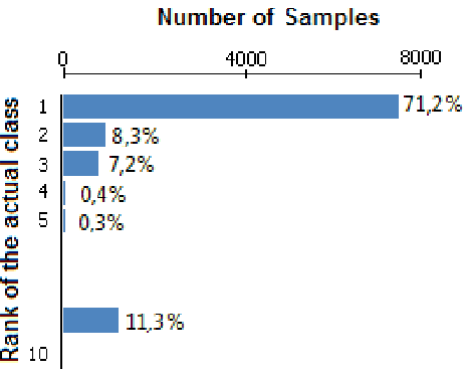 Number of Samples
0 4000 8000
Rank of the actual class
1 71,2%
2 8,3%
3 7,2%
4 0,4%
5 0,3%
11,3%
10